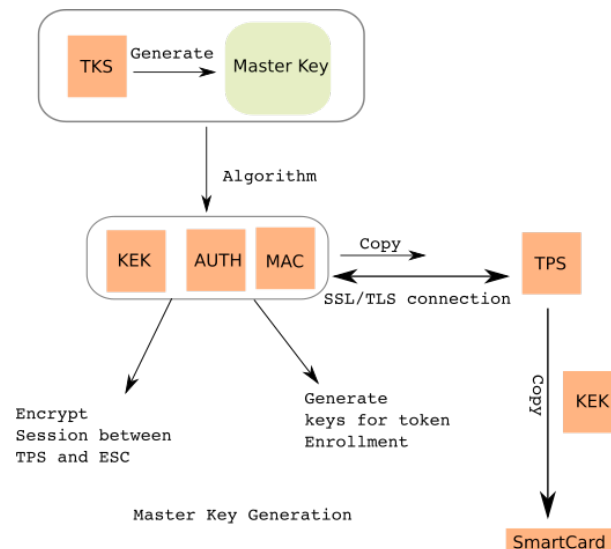 Generate
TKS
Master Key
Algorithm
KEK
AUTH
MAC
Copy
SSL/TLS connection
TPS
Copy
KEK
Encrypt
Session between
TPS and ESC
Generate
keys for token
Enrollment
Master Key Generation
SmartCard